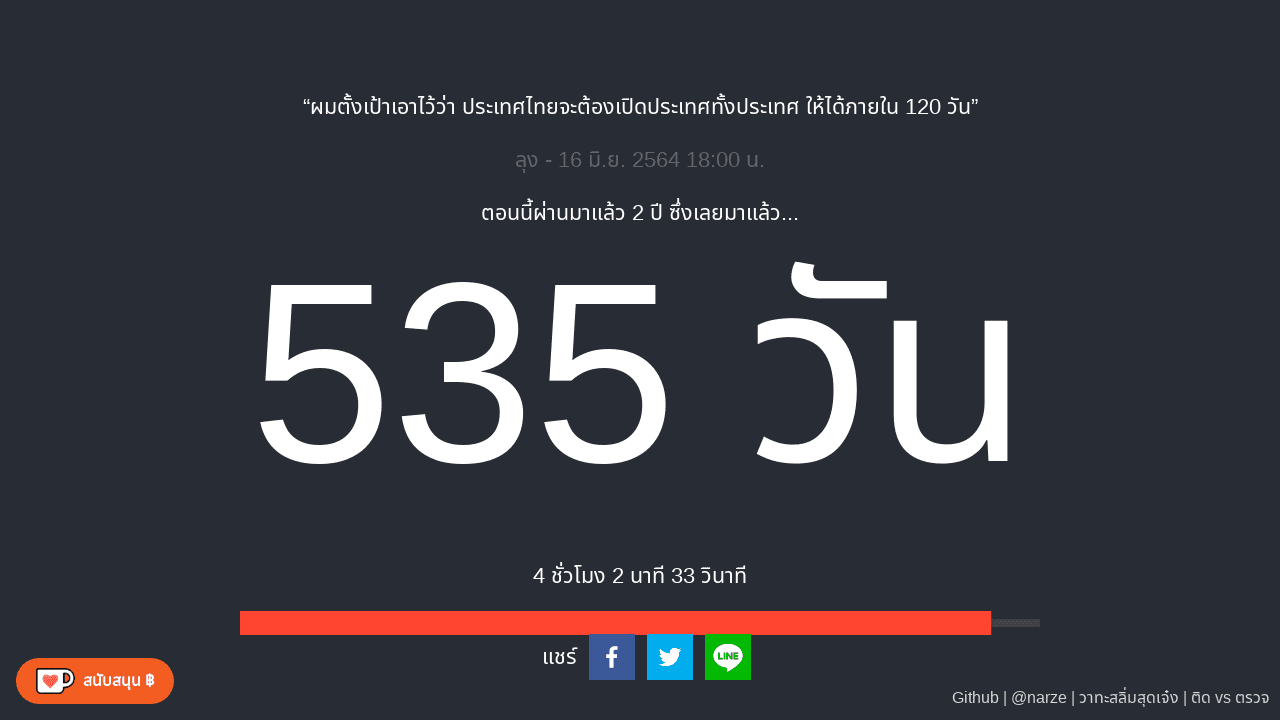 “ผมตั้งเป้าเอาไว้ว่า ประเทศไทยจะต้องเปิดประเทศทั้งประเทศ ให้ได้ภายใน 120 วัน”
ลุง - 16 มิ.ย. 2564 18:00 น.
ตอนนี้ผ่านมาแล้ว 2 ปี ซึ่งเลยมาแล้ว...
535 วัน
4 ชั่วโมง 2 นาที 33 วินาที
แชร์
LINE
สนับสนุน ฿
Github | @narze | วาทะสลิ่มสุดเจ๋ง | ติด vs ตรวจ